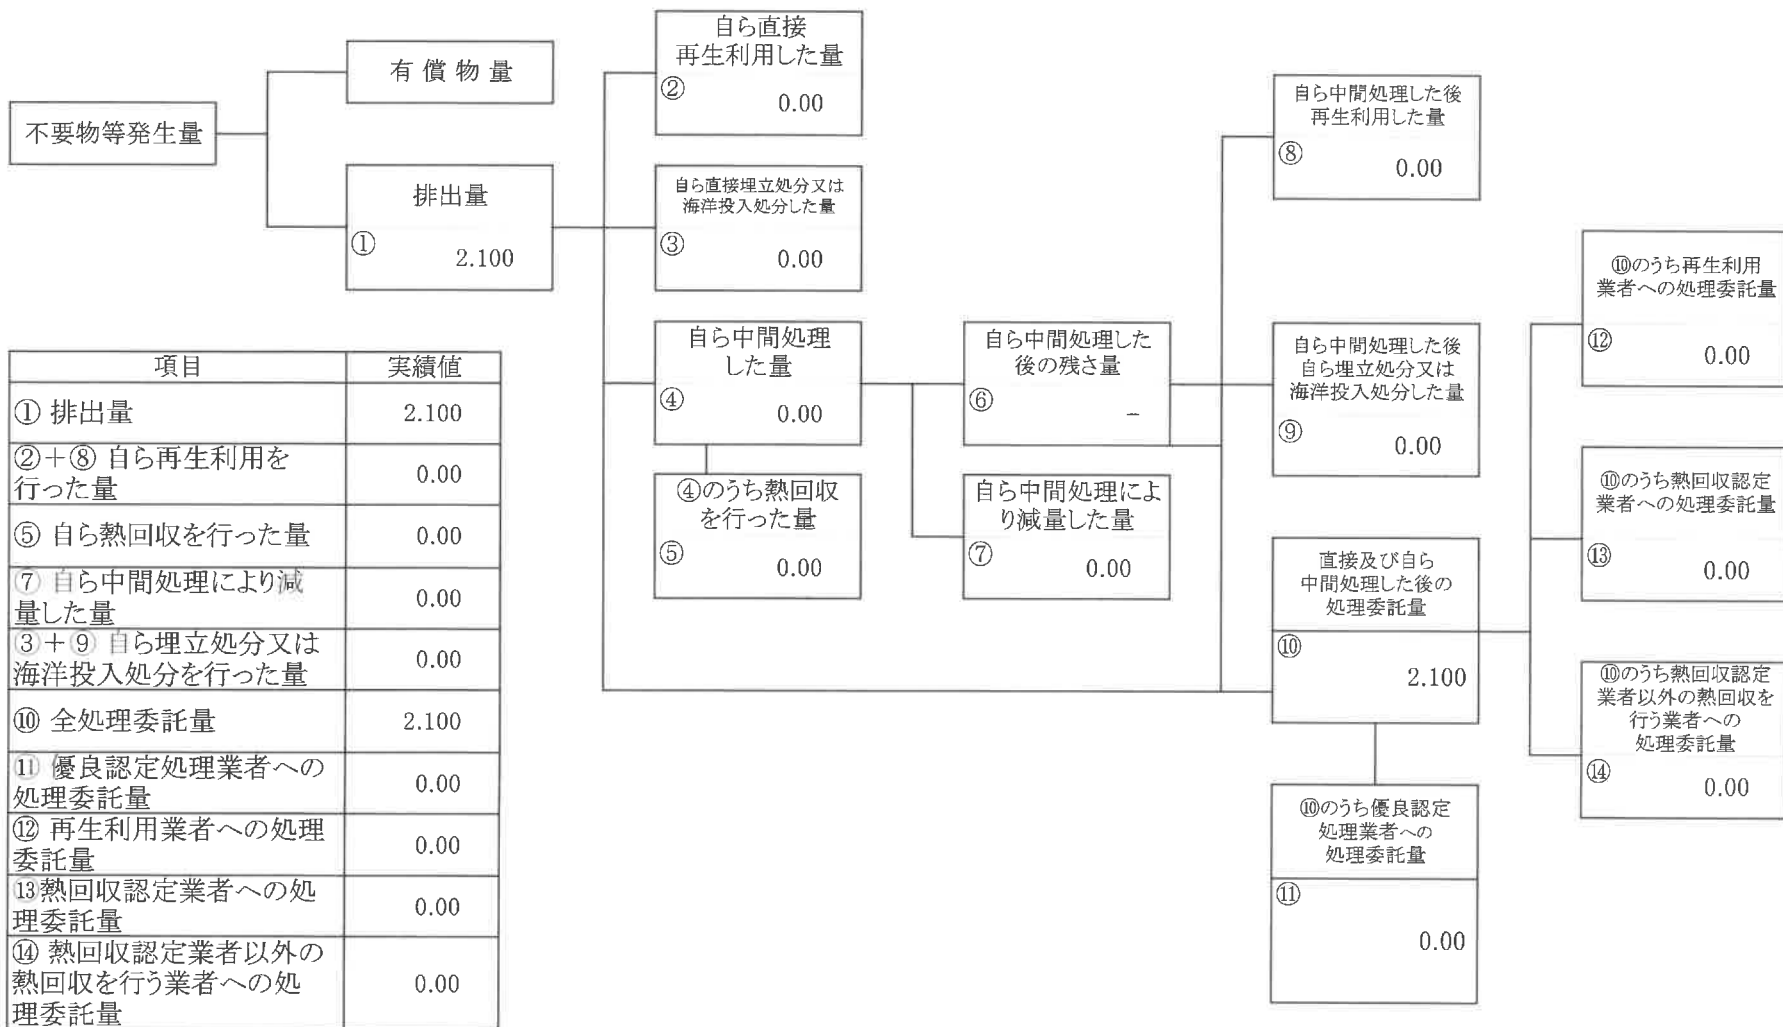 不要物等発生量
有償物量
排出量
①
2.100
自ら直接
再生利用した量
②
0.00
自ら直接埋立処分又は
海洋投入処分した量
③
0.00
自ら中間処理
した量
④
0.00
④のうち熱回収
を行った量
⑤
0.00
自ら中間処理した
後の残さ量
⑥
－
自ら中間処理によ
り減量した量
⑦
0.00
自ら中間処理した後
再生利用した量
⑧
0.00
自ら中間処理した後
自ら埋立処分又は
海洋投入処分した量
⑨
0.00
直接及び自ら
中間処理した後の
処理委託量
⑩
2.100
⑩のうち優良認定
処理業者への
処理委託量
⑪
0.00
⑩のうち再生利用
業者への処理委託量
⑫
0.00
⑩のうち熱回収認定
業者への処理委託量
⑬
0.00
⑩のうち熱回収認定
業者以外の熱回収を
行う業者への
処理委託量
⑭
0.00
項目 実績値
① 排出量 2.100
②＋⑧ 自ら再生利用を
行った量 0.00
⑤ 自ら熱回収を行った量 0.00
⑦ 自ら中間処理により減
量した量 0.00
③＋⑨ 自ら埋立処分又は
海洋投入処分を行った量 0.00
⑩ 全処理委託量 2.100
⑪ 優良認定処理業者への
処理委託量 0.00
⑫ 再生利用業者への処理
委託量 0.00
⑬熱回収認定業者への処
理委託量 0.00
⑭ 熱回収認定業者以外の
熱回収を行う業者への処
理委託量 0.00